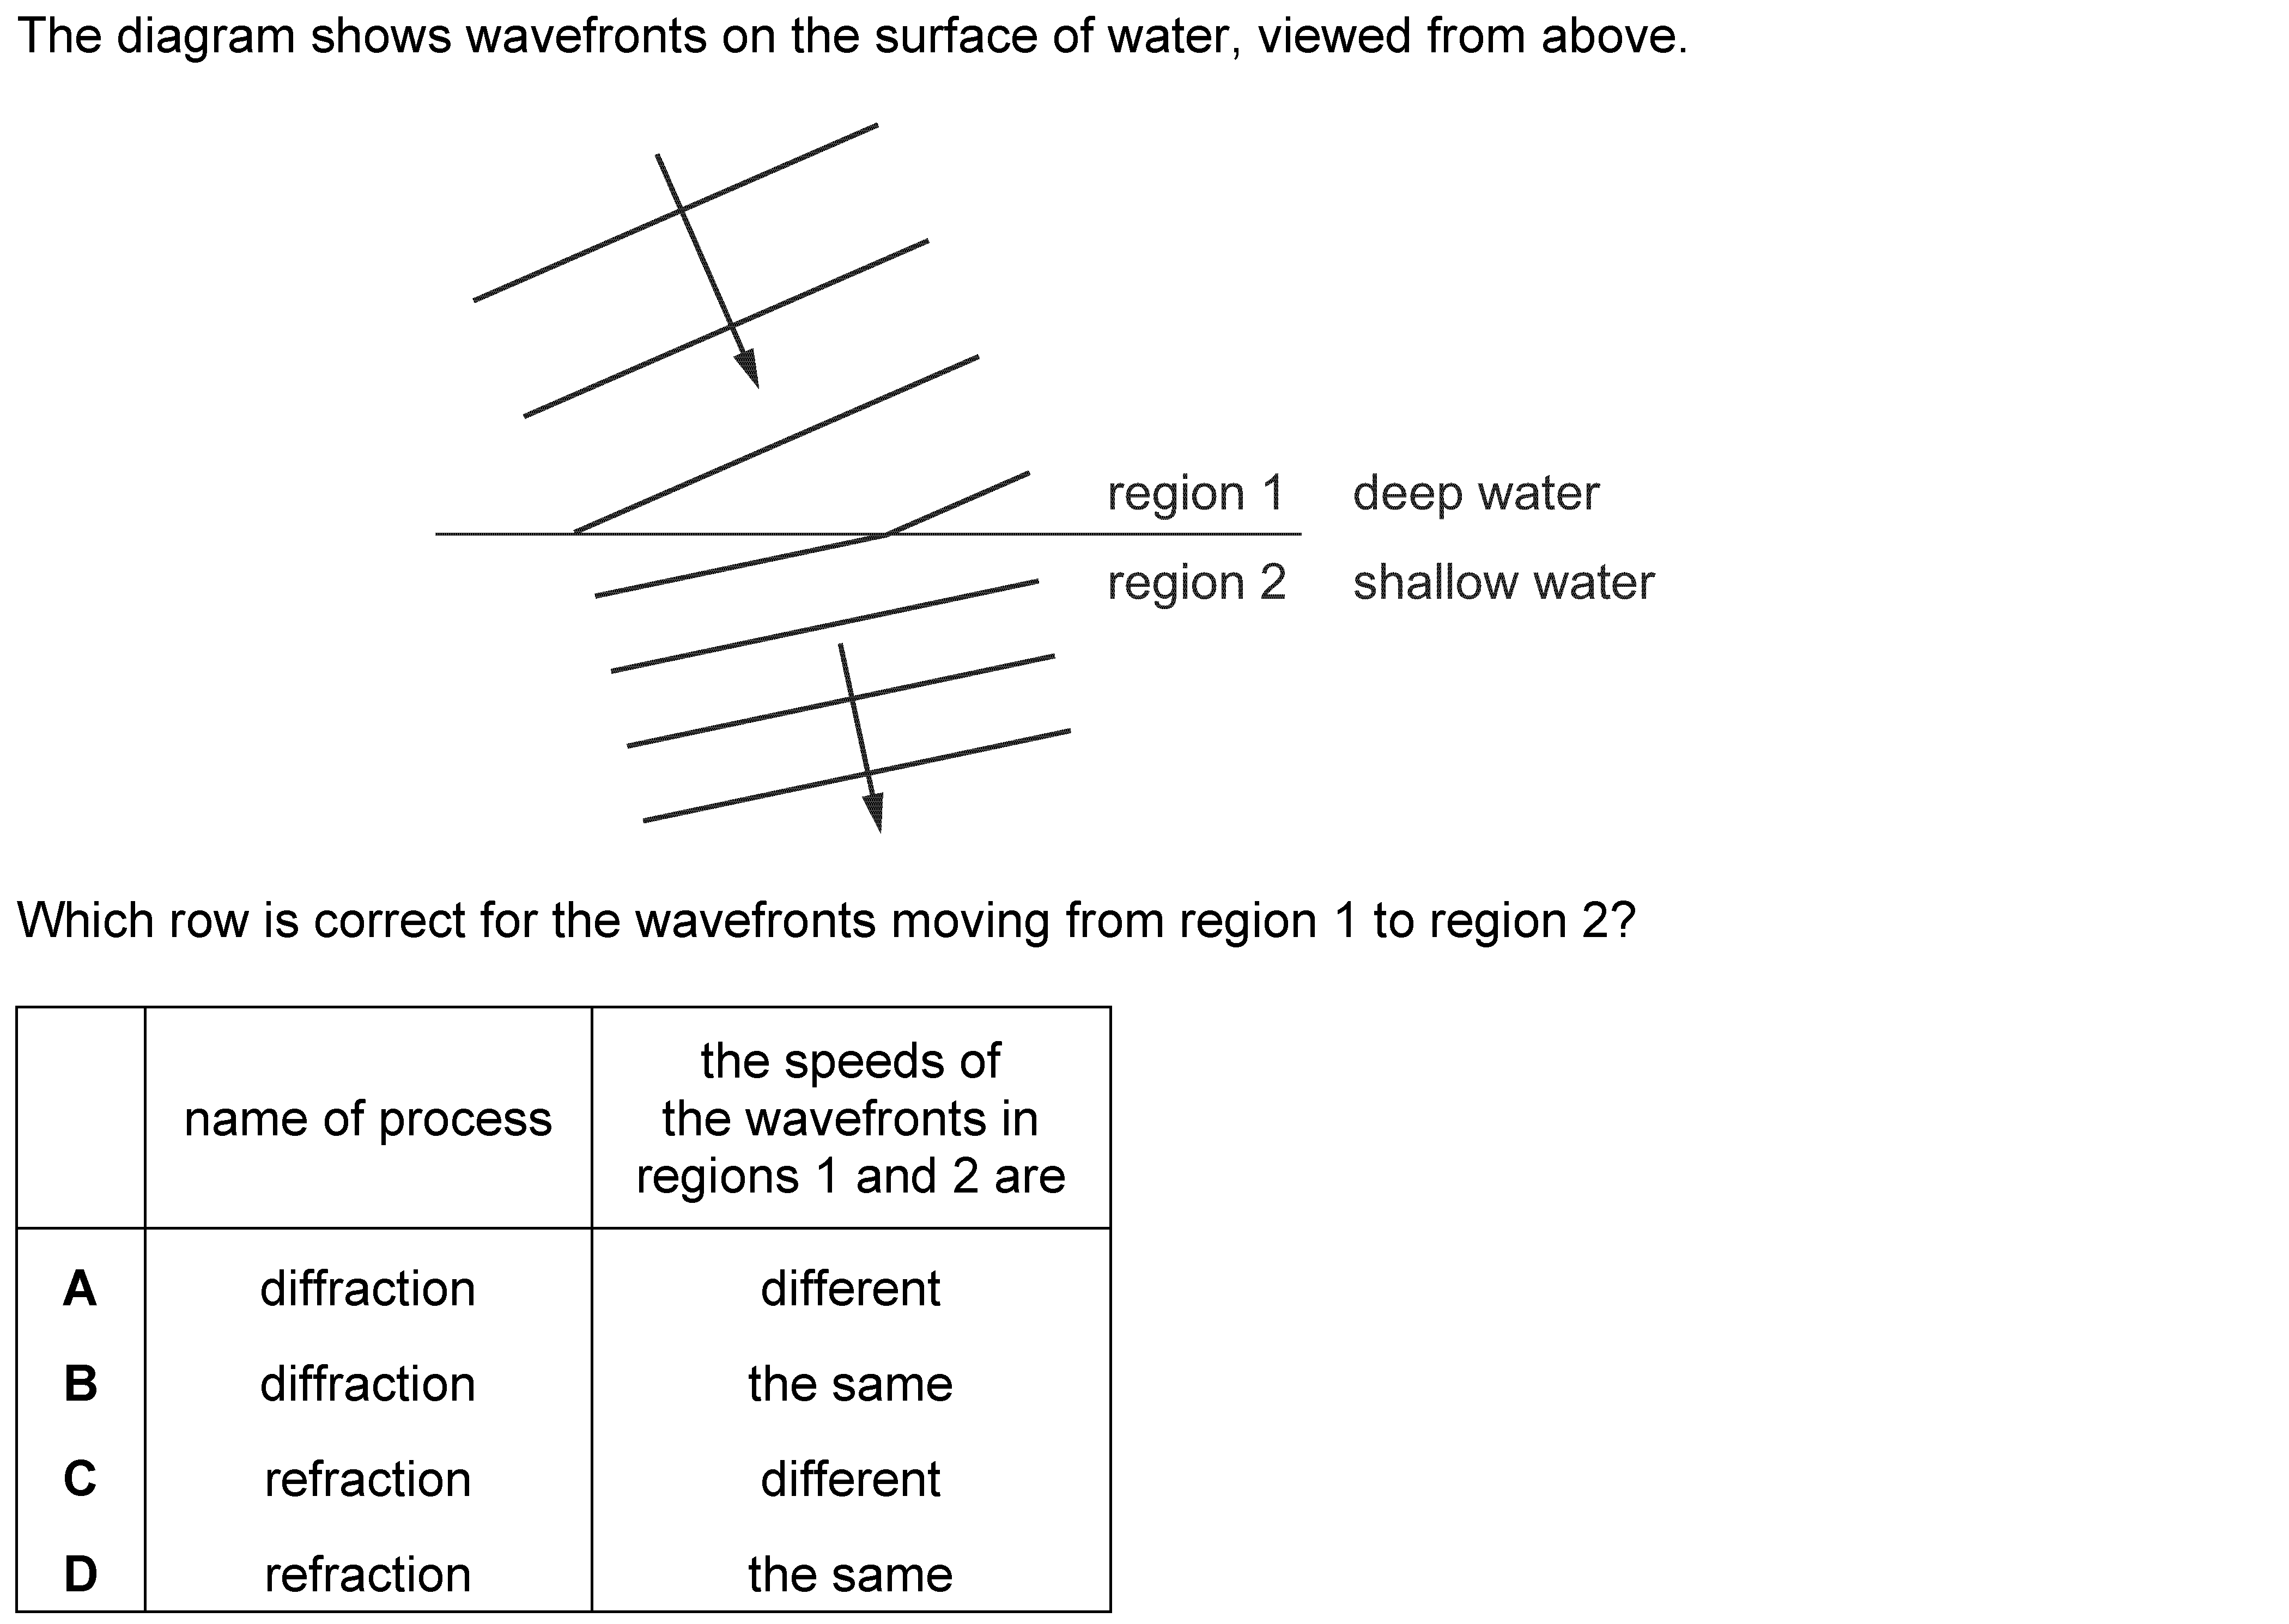 The diagram shows wavefronts on the surface of water, viewed from above.
region 1 deep water
region 2 shallow water
Which row is correct for the wavefronts moving from region 1 to region 2?
name of process
the speeds of
the wavefronts in
regions 1 and 2 are
A diffraction different
B diffraction the same
C refraction different
D refraction the same